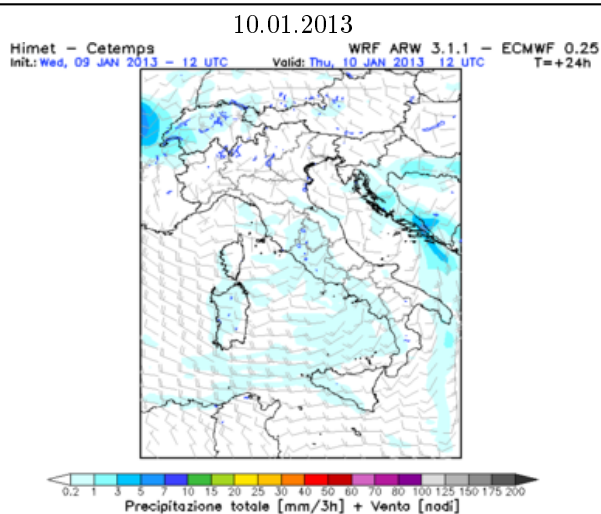 10.01.2013
Himet – Cetemps WRF ARW 3.1.1 – ECMWF 0.25
Init.: Wed, 09 JAN 2013 – 12 UTC Valid: Thu, 10 JAN 2013 12 UTC T=+24h
0.2 1 3 5 7 10 15 20 25 30 40 50 60 70 80 100 125 150 175 200
Precipitazione totale [mm/3h] + Vento [nodi]